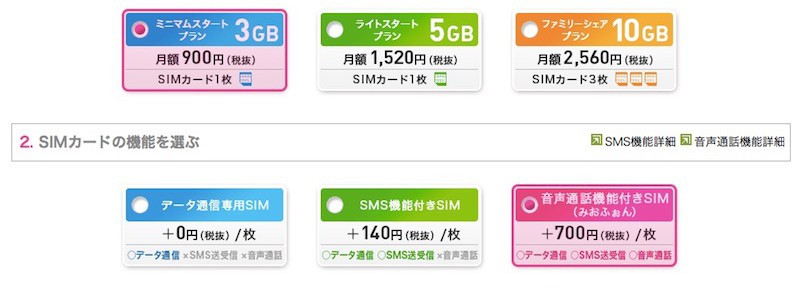 ミニマムスタート
プラン 3GB
月額900円(税抜)
SIMカード1枚
ライトスタート
プラン 5GB
月額1,520円(税抜)
SIMカード1枚
ファミリーシェア
プラン 10GB
月額2,560円(税抜)
SIMカード3枚
2. SIMカードの機能を選ぶ
SMS機能詳細 音声通話機能詳細
データ通信専用SIM
+0円(税抜)/枚
○データ通信 ×SMS送受信 ×音声通話
SMS機能付きSIM
+140円(税抜)/枚
○データ通信 ○SMS送受信 ×音声通話
音声通話機能付きSIM
(みおふぉん)
+700円(税抜)/枚
○データ通信 ○SMS送受信 ○音声通話